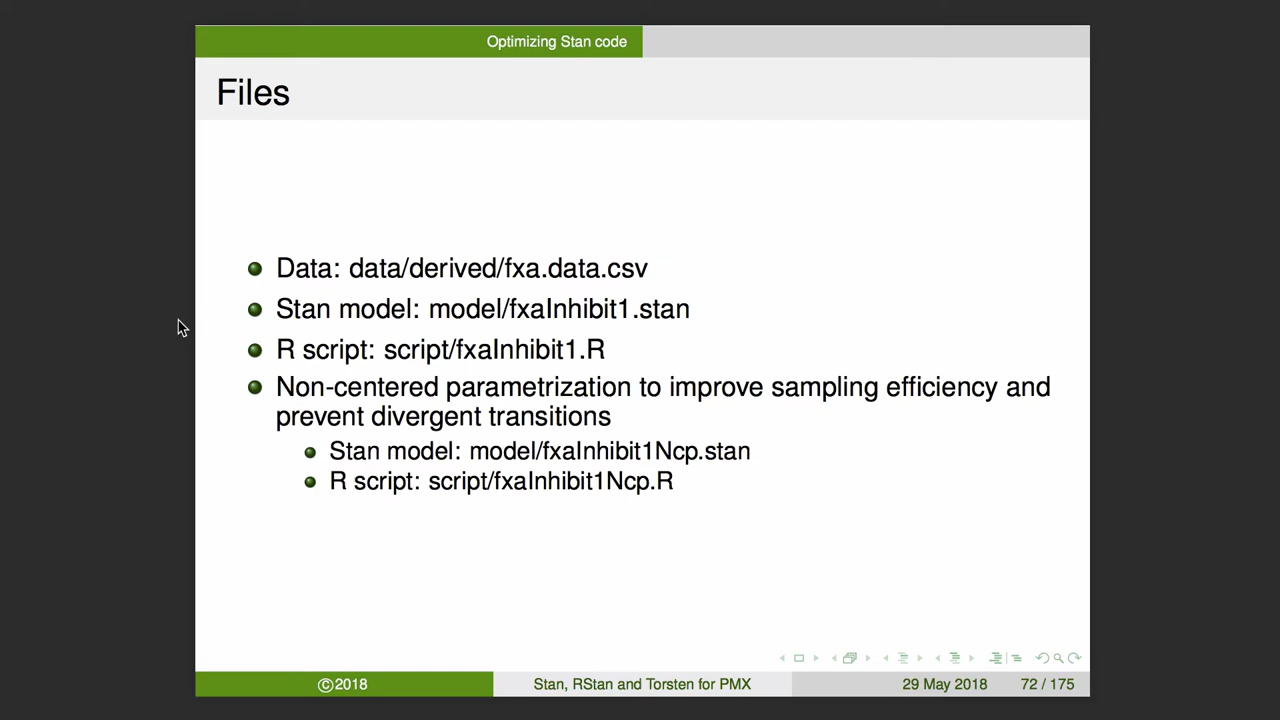 Optimizing Stan code
Files
Data: data/derived/fxa.data.csv
Stan model: model/fxaInhibit1.stan
R script: script/fxaInhibit1.R
Non-centered parametrization to improve sampling efficiency and
prevent divergent transitions
Stan model: model/fxaInhibit1Ncp.stan
R script: script/fxaInhibit1Ncp.R
©2018 Stan, RStan and Torsten for PMX 29 May 2018 72 / 175